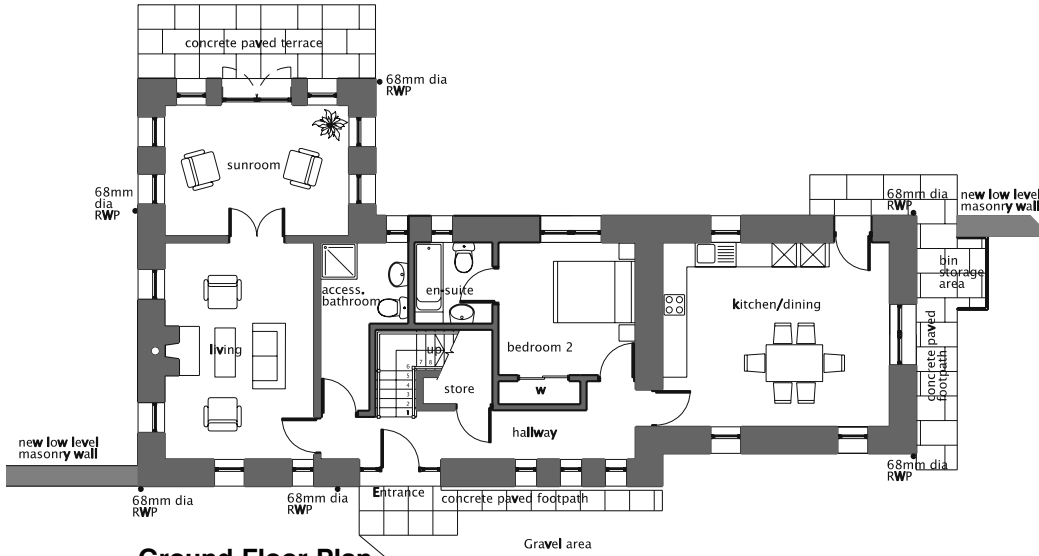 concrete paved terrace
68mm dia
RWP
sunroom
68mm
dia
RWP
68mm dia
RWP
new low level
masonry wall
access.
bathroom
en-suite
bin
storage
area
kitchen/dining
living
up
bedroom 2
store
w
concrete paved
footpath
hallway
new low level
masonry wall
68mm dia
RWP
68mm dia
RWP
Entrance
concrete paved footpath
68mm dia
RWP
Gravel area
Ground Floor Plan